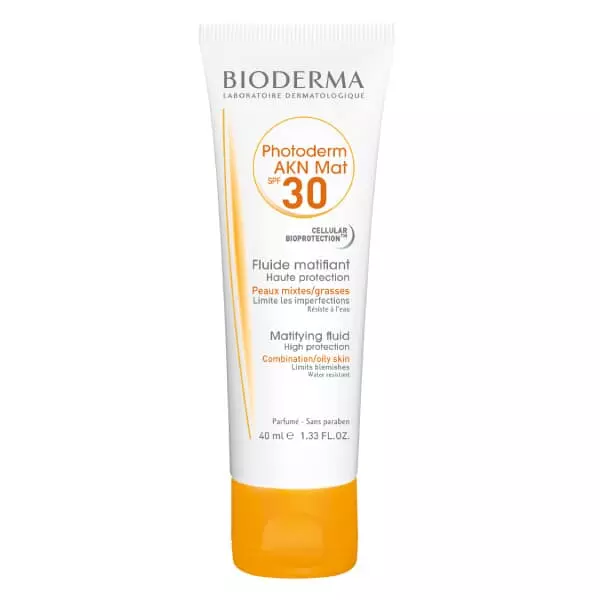 BIODERMA
LABORATOIRE DERMATOLOGIQUE
Photoderm
AKN Mat
SPF 30
CELLULAR
BIOPROTECTION™
Fluide matifiant
Haute protection
Peaux mixtes/grasses
Limite les imperfections
Résiste à l'eau
Matifying fluid
High protection
Combination/oily skin
Limits blemishes
Water resistant
Parfumé - Sans paraben
40 ml e 1.33 FL.OZ.